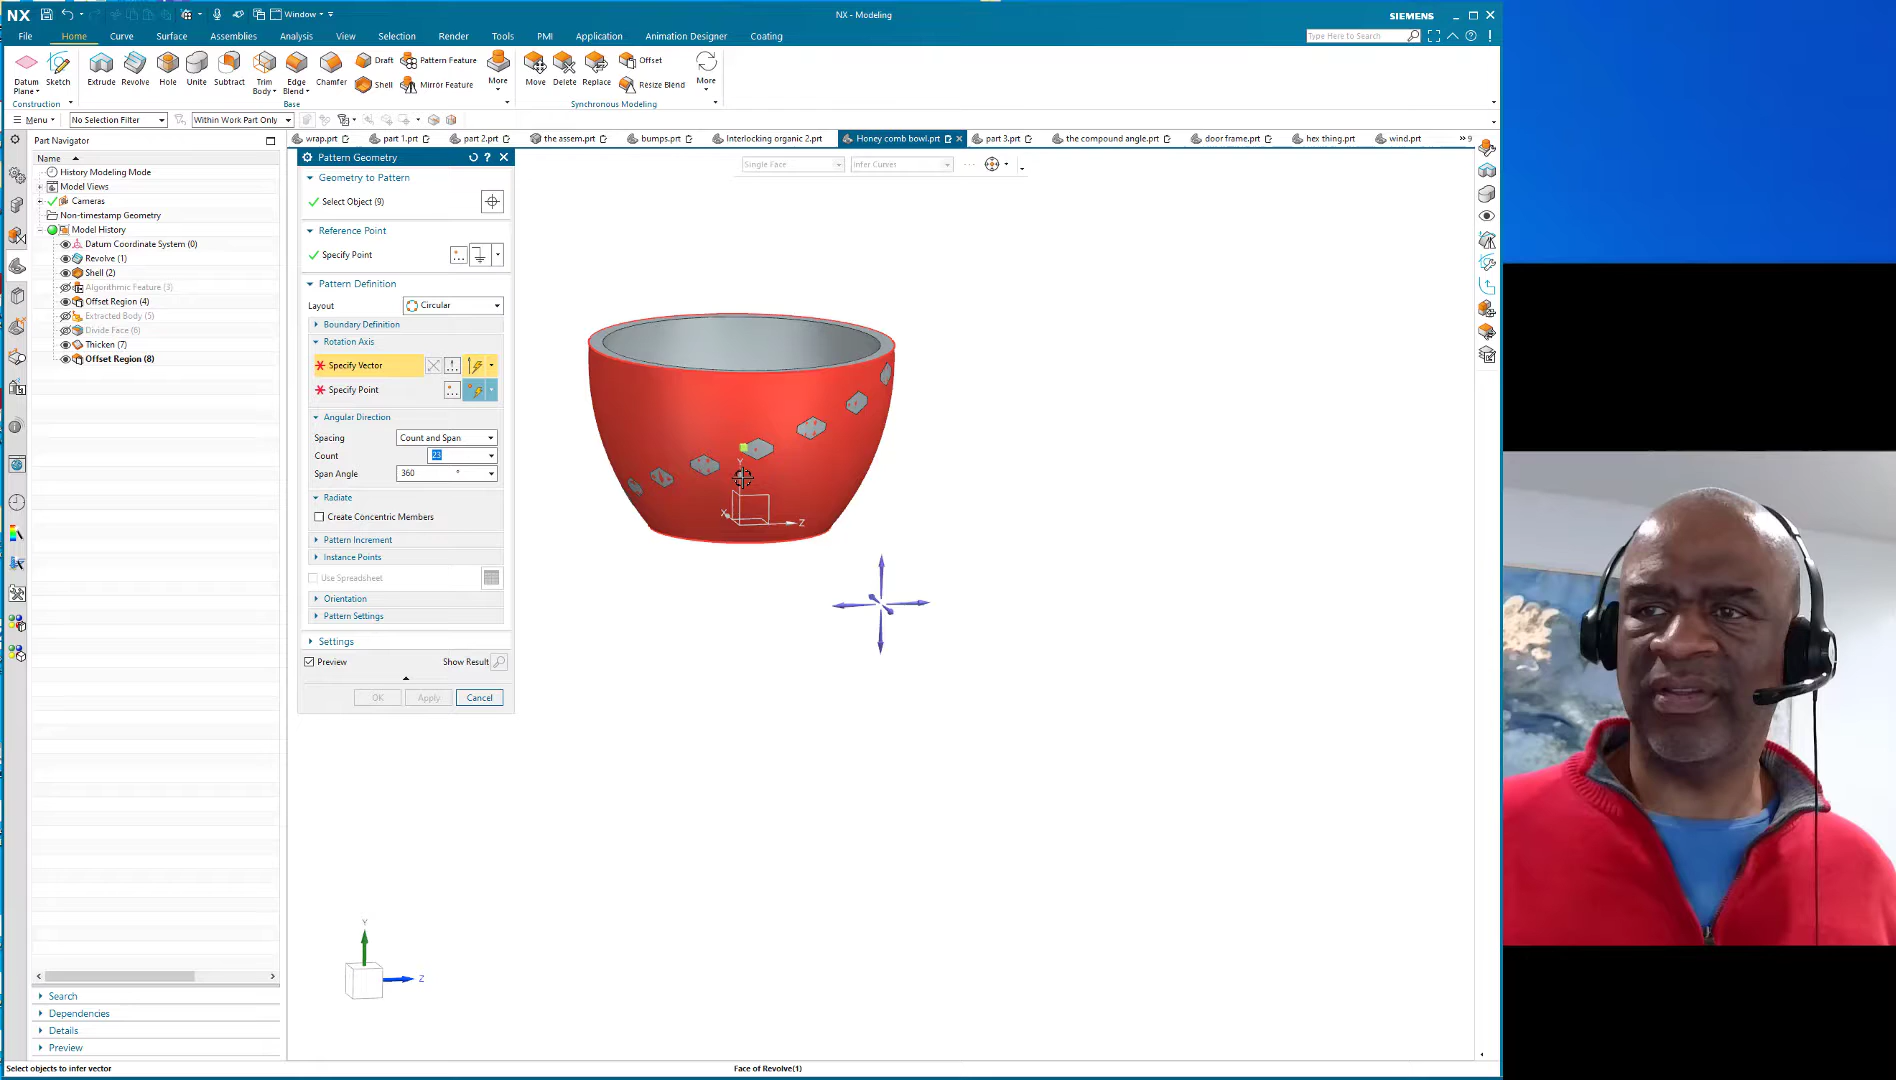 NX
Window
NX - Modeling
SIEMENS
File Home Curve Surface Assemblies Analysis View Selection Render Tools PMI Application Animation Designer Coating
Type Here to Search
Datum Plane Sketch Extrude Revolve Hole Unite Subtract Trim Body Edge Blend Chamfer Draft Shell Pattern Feature Mirror Feature More Move Delete Replace Offset Resize Blend More
Construction Base Synchronous Modeling
Menu No Selection Filter Within Work Part Only
Part Navigator
wrap.prt part 1.prt part 2.prt the assem.prt bumps.prt Interlocking organic 2.prt Honey comb bowl.prt part 3.prt the compound angle.prt door frame.prt hex thing.prt wind.prt 9
Name
History Modeling Mode
Model Views
Cameras
Non-timestamp Geometry
Model History
Datum Coordinate System (0)
Revolve (1)
Shell (2)
Algorithmic Feature (3)
Offset Region (4)
Extracted Body (5)
Divide Face (6)
Thicken (7)
Offset Region (8)
Search
Dependencies
Details
Preview
Pattern Geometry
Geometry to Pattern
Select Object (9)
Reference Point
Specify Point
Pattern Definition
Layout Circular
Boundary Definition
Rotation Axis
Specify Vector
Specify Point
Angular Direction
Spacing Count and Span
Count 23
Span Angle 360 °
Radiate
Create Concentric Members
Pattern Increment
Instance Points
Use Spreadsheet
Orientation
Pattern Settings
Settings
Preview Show Result
OK Apply Cancel
Single Face Infer Curves
Y
X
Z
Y
Z
Select objects to infer vector
Face of Revolve(1)